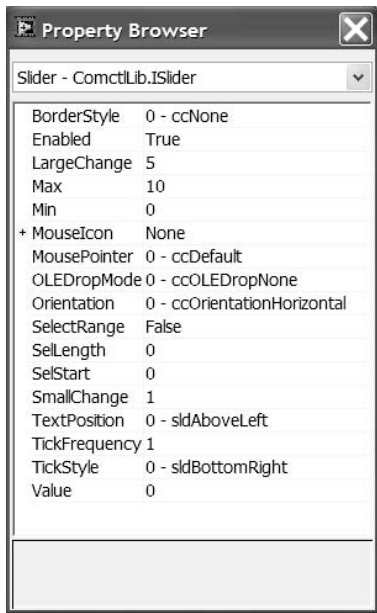 Property Browser
Slider - ComctlLib.ISlider
BorderStyle 0 - ccNone
Enabled True
LargeChange 5
Max 10
Min 0
+ MouseIcon None
MousePointer 0 - ccDefault
OLEDropMode 0 - ccOLEDropNone
Orientation 0 - ccOrientationHorizontal
SelectRange False
SelLength 0
SelStart 0
SmallChange 1
TextPosition 0 - sldAboveLeft
TickFrequency 1
TickStyle 0 - sldBottomRight
Value 0